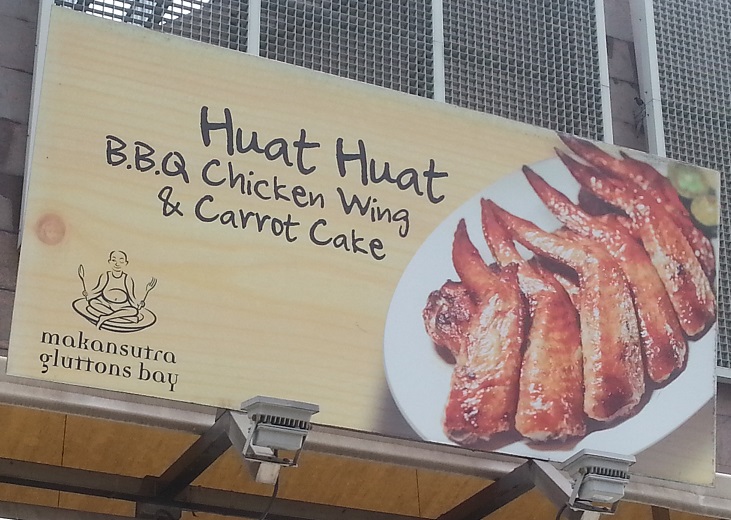 Huat Huat
B.B.Q Chicken Wing
& Carrot Cake
makansutra
gluttons bay